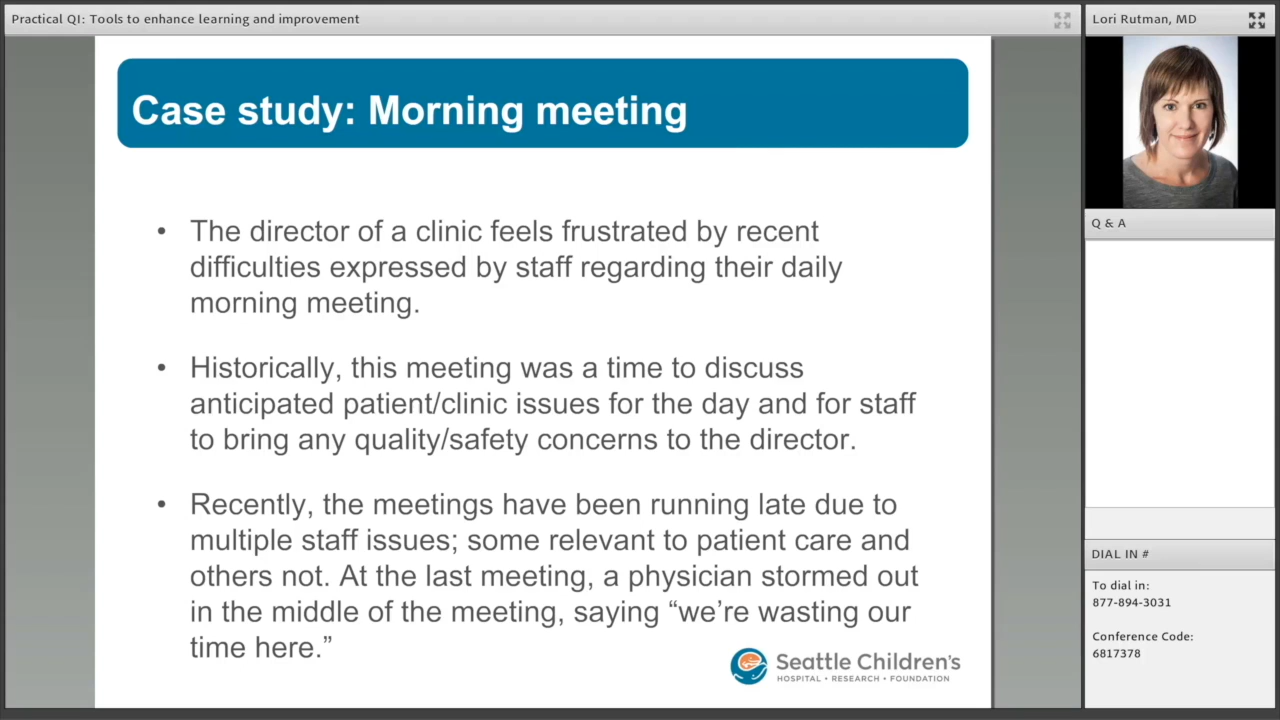 Practical QI: Tools to enhance learning and improvement
Lori Rutman, MD
Case study: Morning meeting
• The director of a clinic feels frustrated by recent
difficulties expressed by staff regarding their daily
morning meeting.
• Historically, this meeting was a time to discuss
anticipated patient/clinic issues for the day and for staff
to bring any quality/safety concerns to the director.
• Recently, the meetings have been running late due to
multiple staff issues; some relevant to patient care and
others not. At the last meeting, a physician stormed out
in the middle of the meeting, saying “we’re wasting our
time here.”
Seattle Children’s
HOSPITAL • RESEARCH • FOUNDATION
Q & A
DIAL IN #
To dial in:
877-894-3031
Conference Code:
6817378